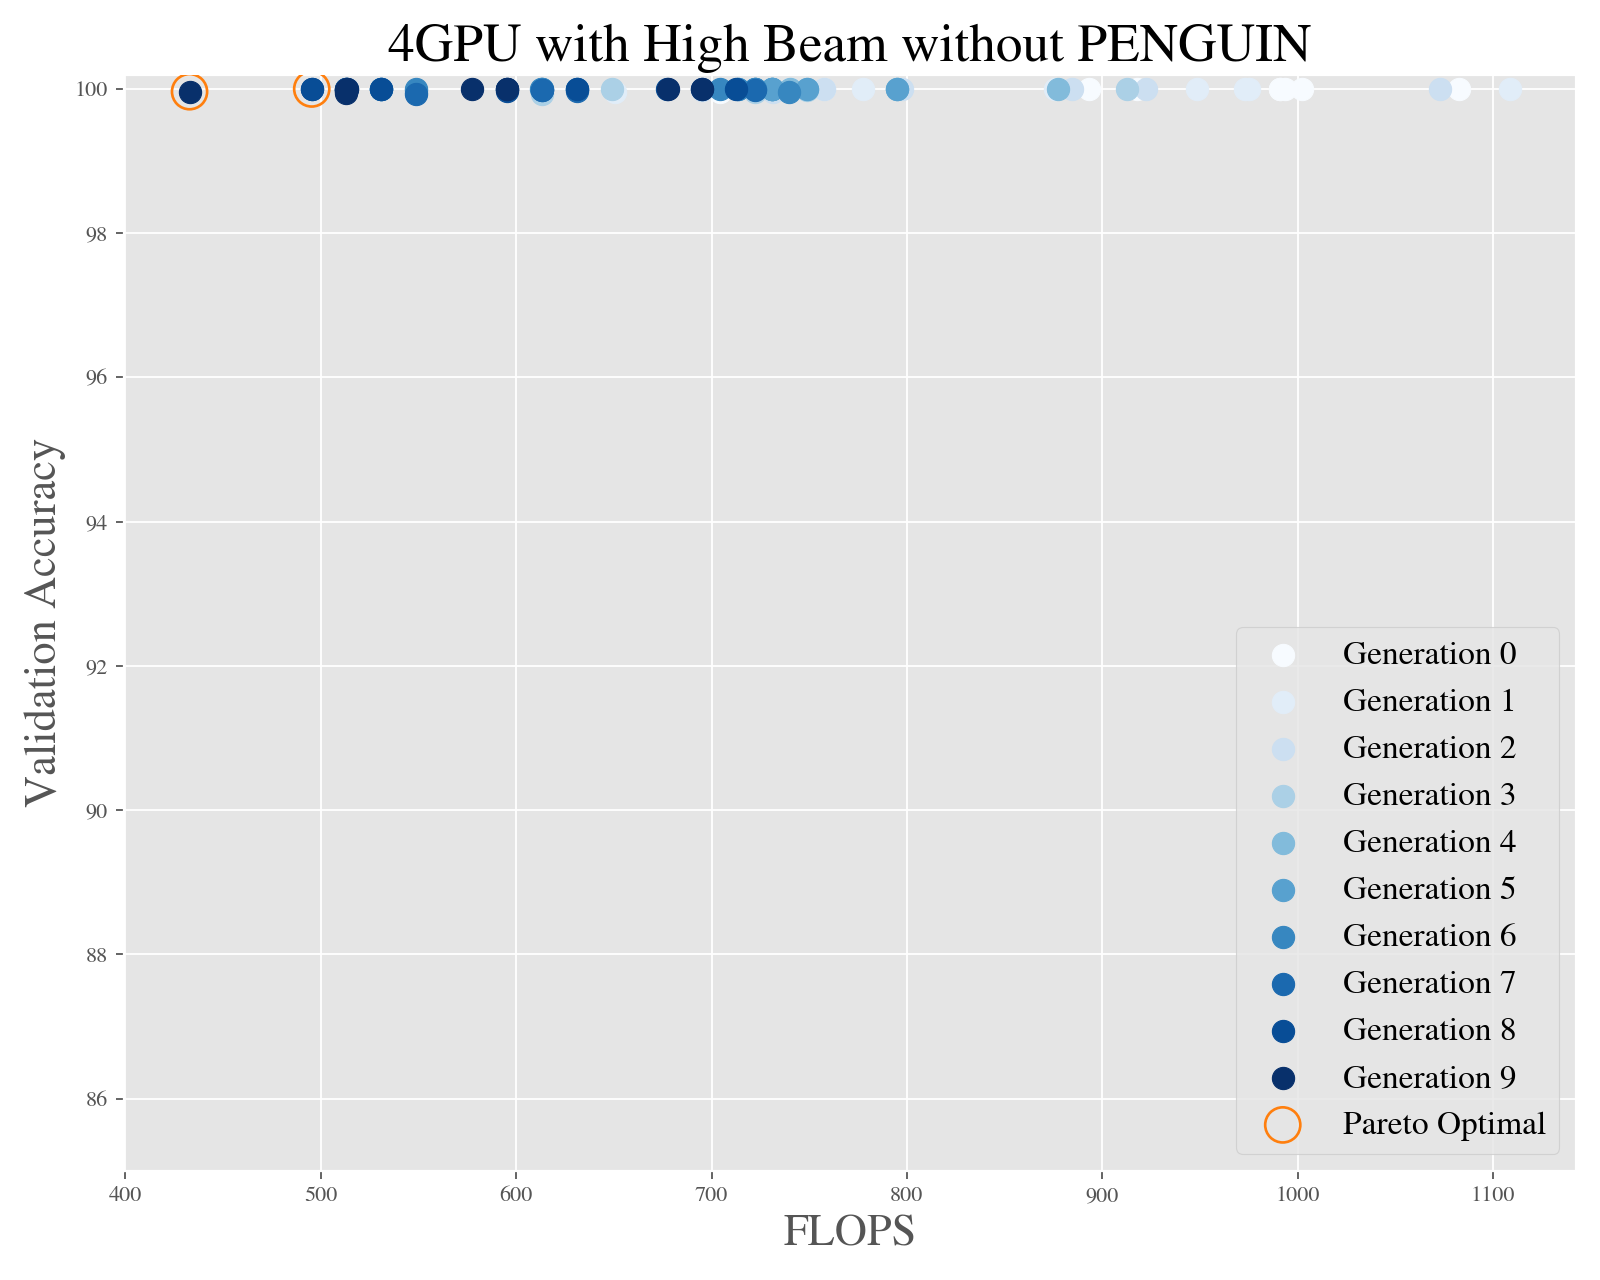 4GPU with High Beam without PENGUIN
100
98
96
94
92
90
88
86
Validation Accuracy
Generation 0
Generation 1
Generation 2
Generation 3
Generation 4
Generation 5
Generation 6
Generation 7
Generation 8
Generation 9
Pareto Optimal
400 500 600 700 800 900 1000 1100
FLOPS